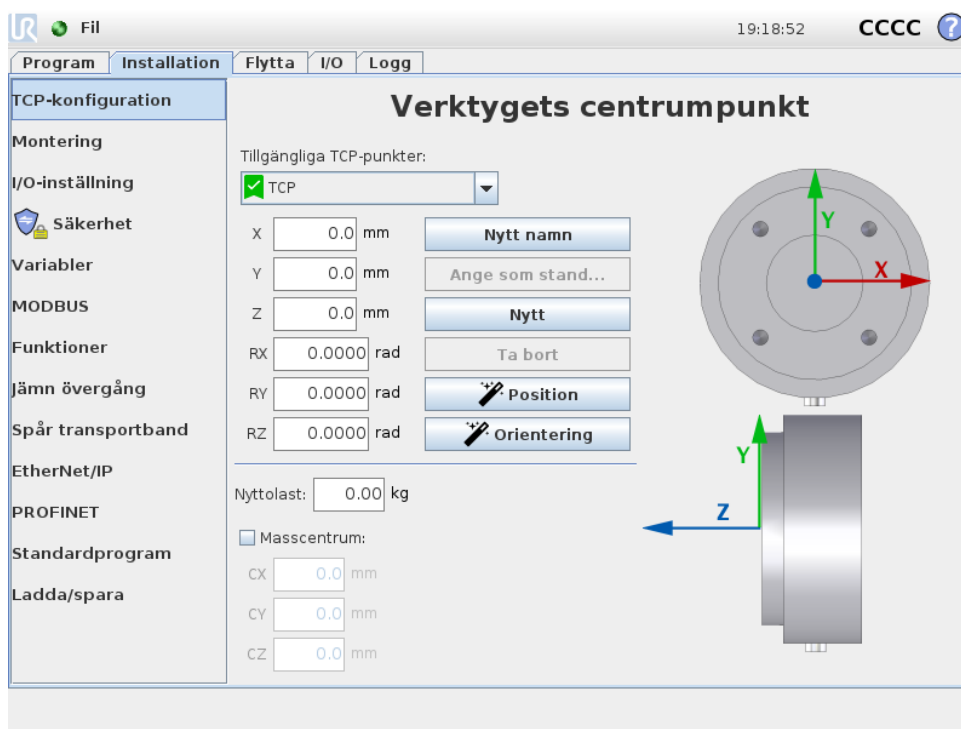 UR Fil 19:18:52 CCCC ?
Program Installation Flytta I/O Logg
TCP-konfiguration
Montering
I/O-inställning
Säkerhet
Variabler
MODBUS
Funktioner
Jämn övergång
Spår transportband
EtherNet/IP
PROFINET
Standardprogram
Ladda/spara
Verktygets centrumpunkt
Tillgängliga TCP-punkter:
TCP
X 0.0 mm Nytt namn
Y 0.0 mm Ange som stand...
Z 0.0 mm Nytt
RX 0.0000 rad Ta bort
RY 0.0000 rad Position
RZ 0.0000 rad Orientering
Nyttolast: 0.00 kg
Masscentrum:
CX 0.0 mm
CY 0.0 mm
CZ 0.0 mm
Y
X
Y
Z